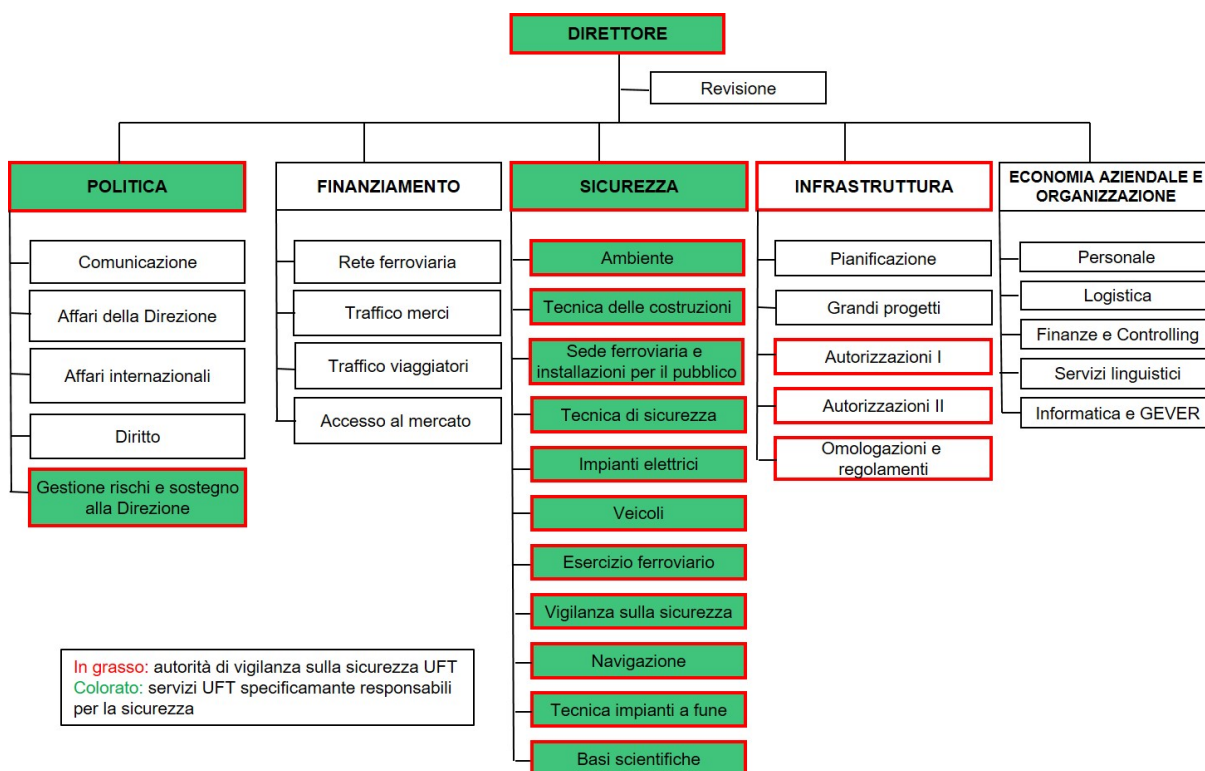 DIRETTORE
Revisione
POLITICA
FINANZIAMENTO
SICUREZZA
INFRASTRUTTURA
ECONOMIA AZIENDALE E
ORGANIZZAZIONE
Comunicazione
Affari della Direzione
Affari internazionali
Diritto
Gestione rischi e sostegno
alla Direzione
Rete ferroviaria
Traffico merci
Traffico viaggiatori
Accesso al mercato
Ambiente
Tecnica delle costruzioni
Sede ferroviaria e
installazioni per il pubblico
Tecnica di sicurezza
Impianti elettrici
Veicoli
Esercizio ferroviario
Vigilanza sulla sicurezza
Navigazione
Tecnica impianti a fune
Basi scientifiche
Pianificazione
Grandi progetti
Autorizzazioni I
Autorizzazioni II
Omologazioni e
regolamenti
Personale
Logistica
Finanze e Controlling
Servizi linguistici
Informatica e GEVER
In grasso: autorità di vigilanza sulla sicurezza UFT
Colorato: servizi UFT specificamante responsabili
per la sicurezza